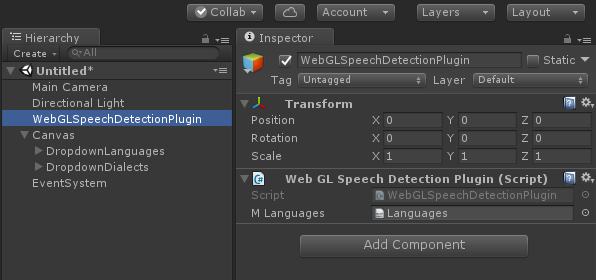 Collab
Account
Layers
Layout
Hierarchy
Create
All
Untitled*
Main Camera
Directional Light
WebGLSpeechDetectionPlugin
Canvas
DropdownLanguages
DropdownDialects
EventSystem
Inspector
WebGLSpeechDetectionPlugin Static
Tag Untagged Layer Default
Transform
Position X 0 Y 0 Z 0
Rotation X 0 Y 0 Z 0
Scale X 1 Y 1 Z 1
Web GL Speech Detection Plugin (Script)
Script WebGLSpeechDetectionPlugin
M Languages Languages
Add Component